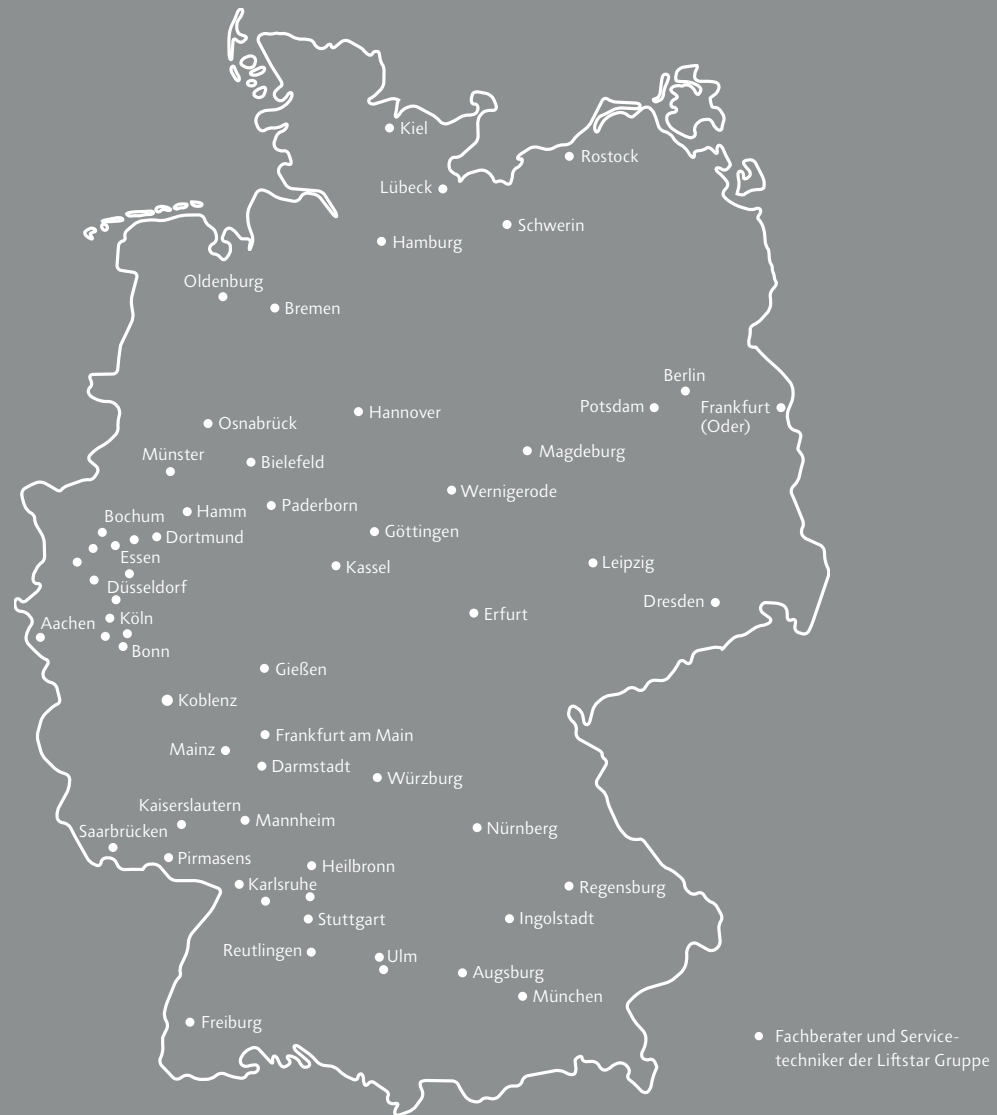 Kiel
Rostock
Lübeck
Schwerin
Hamburg
Oldenburg
Bremen
Berlin
Potsdam
Frankfurt
(Oder)
Hannover
Osnabrück
Magdeburg
Münster
Bielefeld
Wernigerode
Paderborn
Hamm
Bochum
Göttingen
Dortmund
Essen
Leipzig
Kassel
Düsseldorf
Dresden
Erfurt
Köln
Aachen
Bonn
Gießen
Koblenz
Frankfurt am Main
Mainz
Darmstadt
Würzburg
Kaiserslautern
Mannheim
Nürnberg
Saarbrücken
Pirmasens
Heilbronn
Karlsruhe
Regensburg
Stuttgart
Ingolstadt
Reutlingen
Ulm
Augsburg
München
Freiburg
Fachberater und Service-
techniker der Liftstar Gruppe